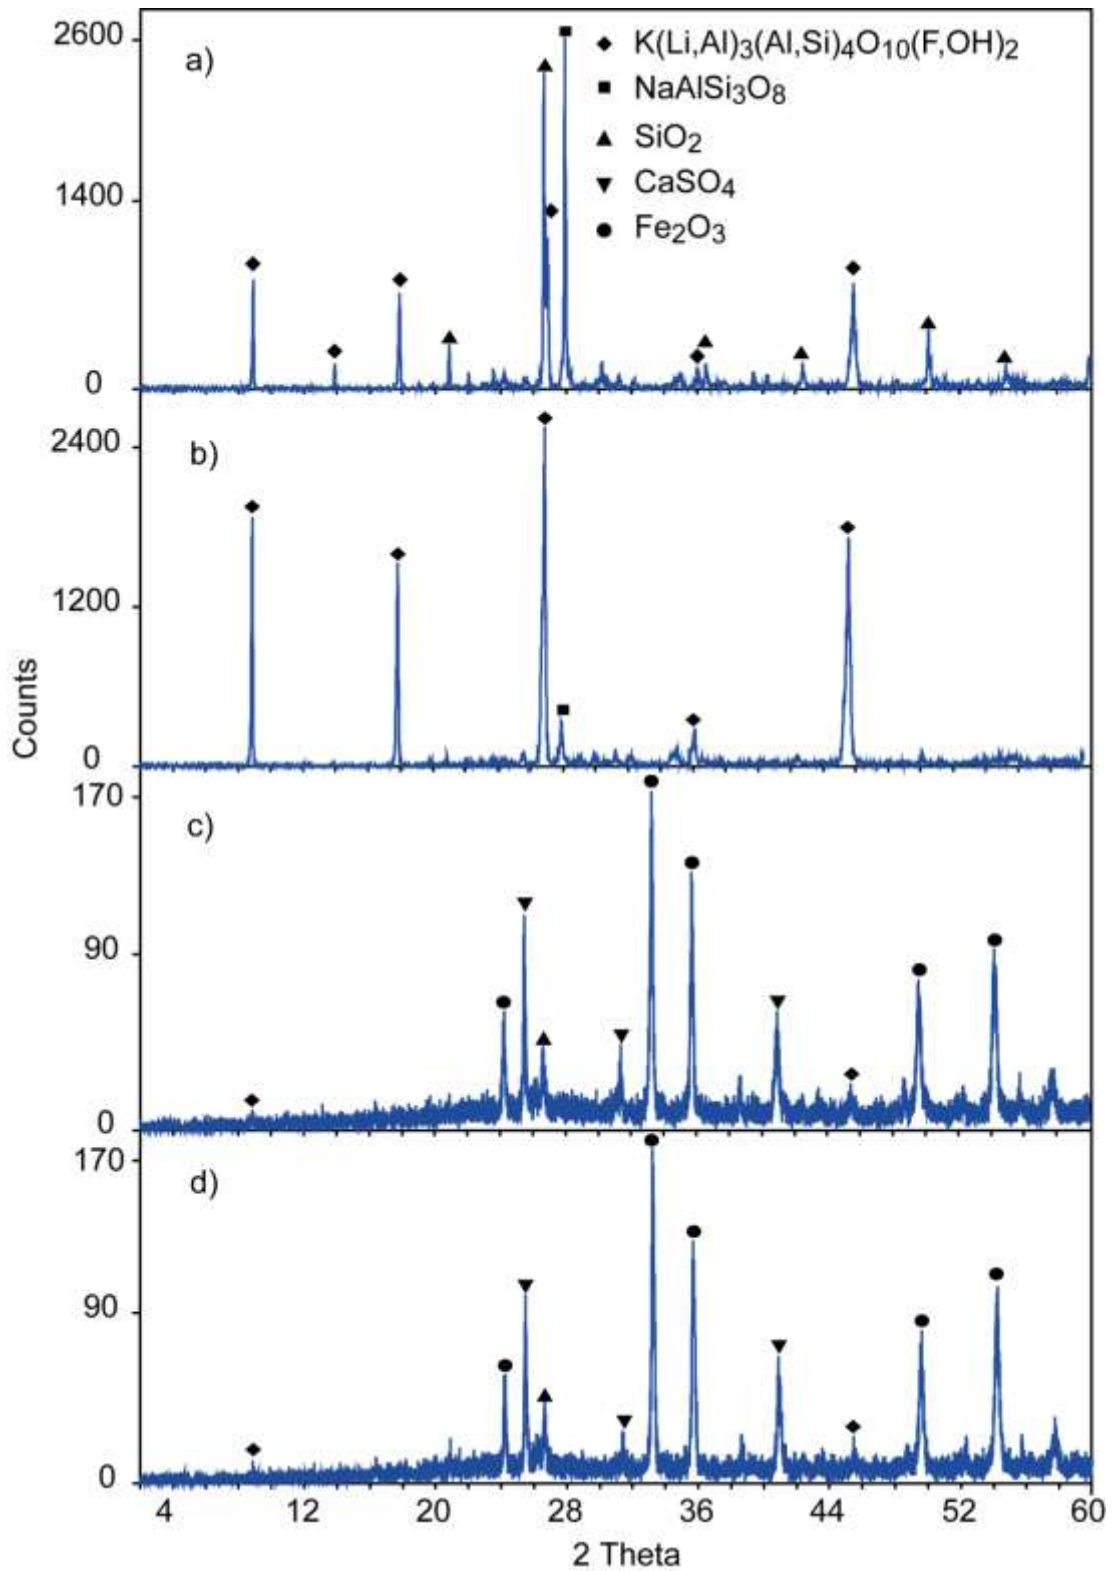 2600
a)
K(Li,Al)3(Al,Si)4O10(F,OH)2
NaAlSi3O8
SiO2
1400
CaSO4
Fe2O3
0
2400
b)
1200
Counts
0
170
c)
90
0
170
d)
90
0
4 12 20 28 36 44 52 60
2 Theta